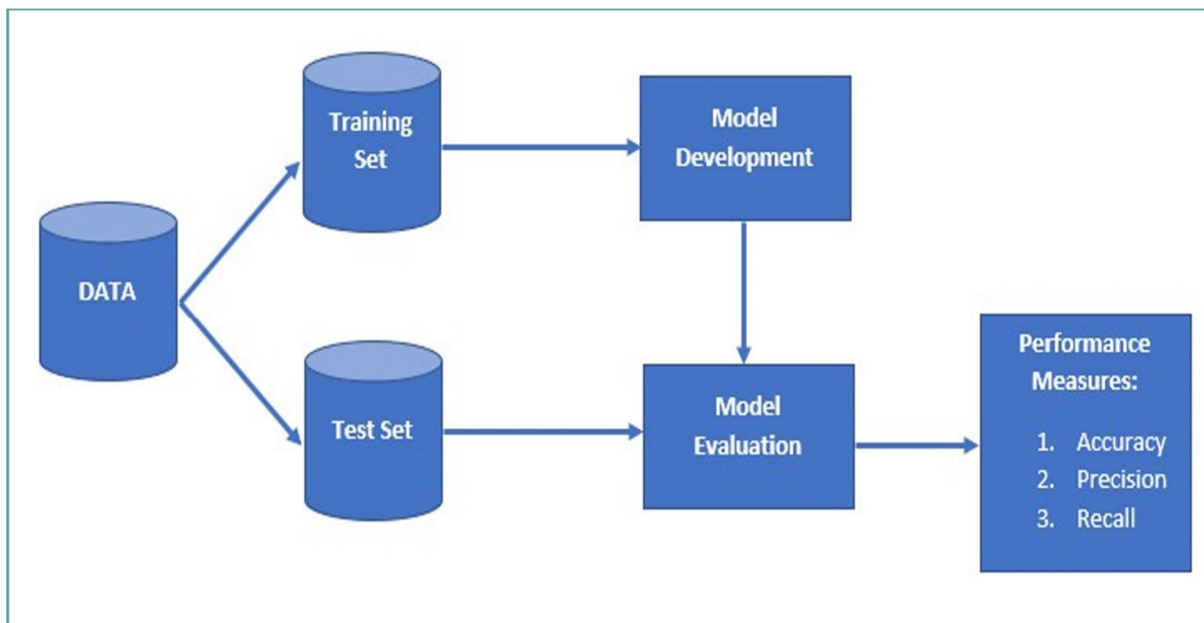 DATA
Training
Set
Test Set
Model
Development
Model
Evaluation
Performance
Measures:
1. Accuracy
2. Precision
3. Recall